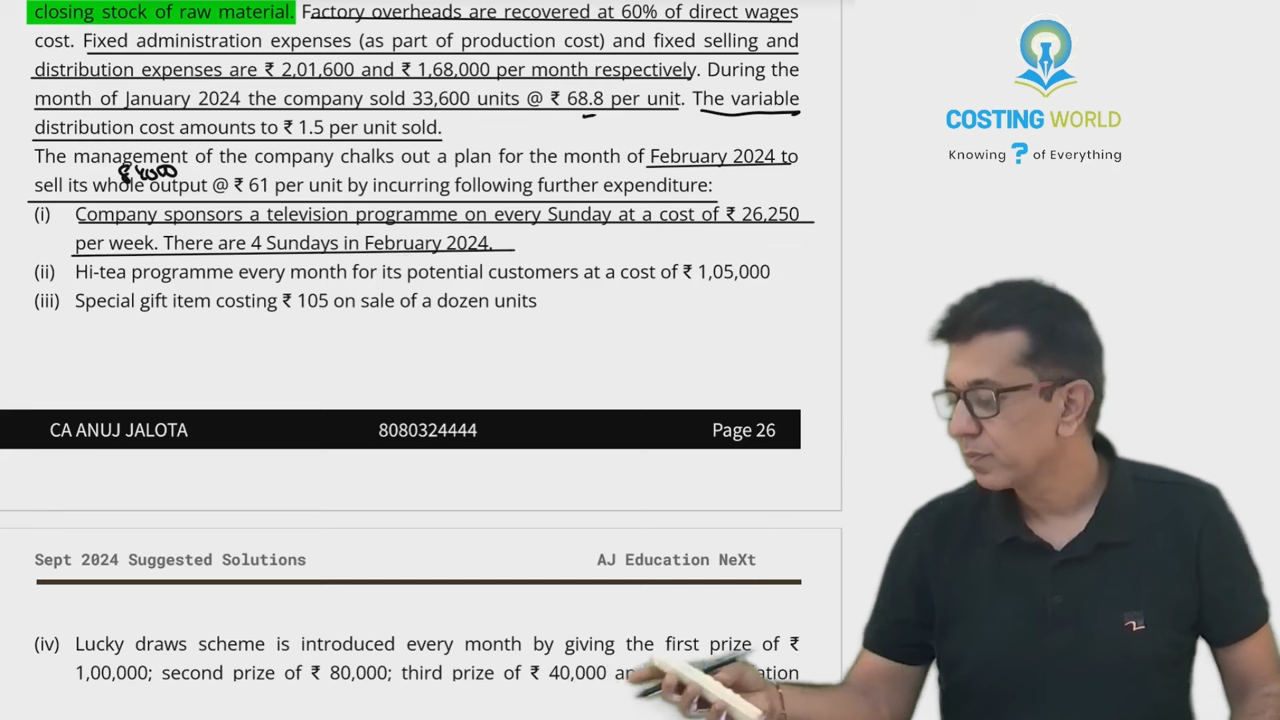 closing stock of raw material. Factory overheads are recovered at 60% of direct wages
cost. Fixed administration expenses (as part of production cost) and fixed selling and
distribution expenses are ₹ 2,01,600 and ₹ 1,68,000 per month respectively. During the
month of January 2024 the company sold 33,600 units @ ₹ 68.8 per unit. The variable
distribution cost amounts to ₹ 1.5 per unit sold.
The management of the company chalks out a plan for the month of February 2024 to
sell its whole output @ ₹ 61 per unit by incurring following further expenditure:
(i) Company sponsors a television programme on every Sunday at a cost of ₹ 26,250
per week. There are 4 Sundays in February 2024.
(ii) Hi-tea programme every month for its potential customers at a cost of ₹ 1,05,000
(iii) Special gift item costing ₹ 105 on sale of a dozen units
CA ANUJ JALOTA 8080324444 Page 26
Sept 2024 Suggested Solutions AJ Education NeXt
(iv) Lucky draws scheme is introduced every month by giving the first prize of ₹
1,00,000; second prize of ₹ 80,000; third prize of ₹ 40,000
COSTING WORLD
Knowing ? of Everything